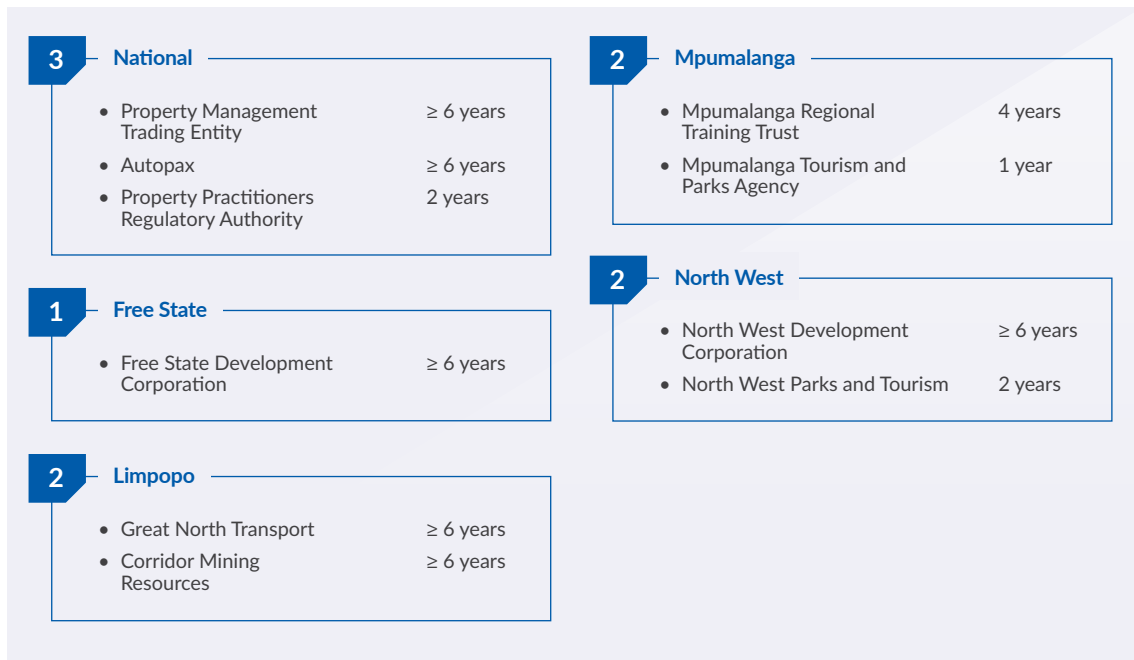 3 National
• Property Management ≥ 6 years
Trading Entity
• Autopax ≥ 6 years
• Property Practitioners 2 years
Regulatory Authority
1 Free State
• Free State Development ≥ 6 years
Corporation
2 Limpopo
• Great North Transport ≥ 6 years
• Corridor Mining ≥ 6 years
Resources
2 Mpumalanga
• Mpumalanga Regional 4 years
Training Trust
• Mpumalanga Tourism and 1 year
Parks Agency
2 North West
• North West Development ≥ 6 years
Corporation
• North West Parks and Tourism 2 years